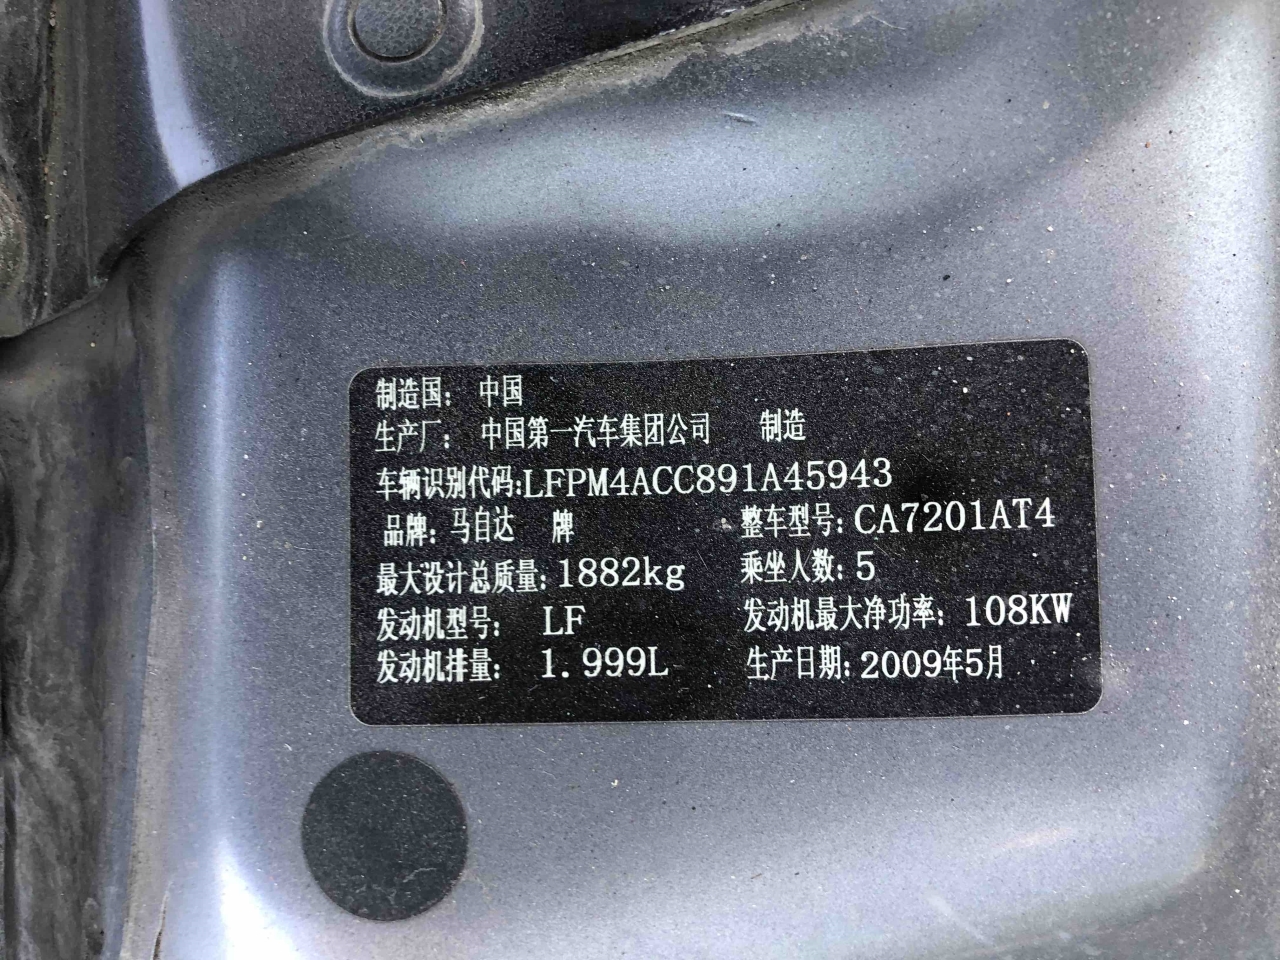 制造国： 中国
生产厂： 中国第一汽车集团公司 制造
车辆识别代码:LFPM4ACC891A45943
品牌: 马自达 牌 整车型号: CA7201AT4
最大设计总质量: 1882kg 乘坐人数: 5
发动机型号： LF 发动机最大净功率: 108KW
发动机排量： 1.999L 生产日期: 2009年5月